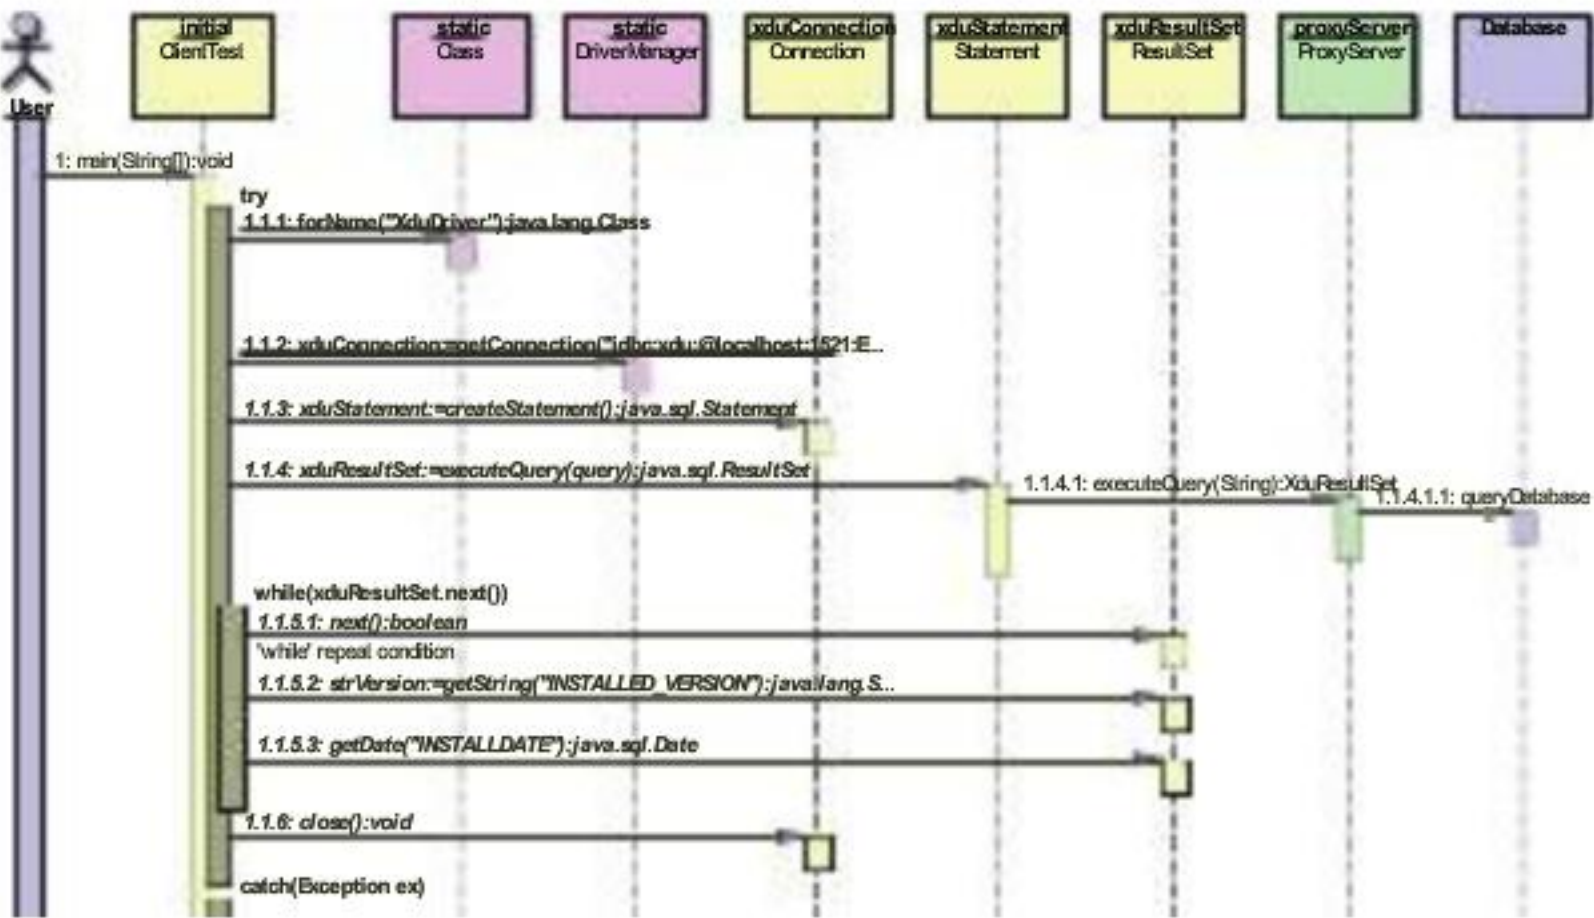 initial
ClientTest
static
Class
static
DriverManager
xduConnection
Connection
xduStatement
Statement
xduResultSet
ResultSet
proxyServer
ProxyServer
Database
User
1: main(String[]):void
try
1.1.1: forName("XduDriver"):java.lang.Class
1.1.2: xduConnection:=getConnection("jdbc:xdu:@localhost:1521:E...
1.1.3: xduStatement:=createStatement():java.sql.Statement
1.1.4: xduResultSet:=executeQuery(query):java.sql.ResultSet
1.1.4.1: executeQuery(String):XduResultSet
1.1.4.1.1: queryDatabase
while(xduResultSet.next())
1.1.5.1: next():boolean
'while' repeat condition
1.1.5.2: strVersion:=getString("INSTALLED_VERSION"):java.lang.S...
1.1.5.3: getDate("INSTALLDATE"):java.sql.Date
1.1.6: close():void
catch(Exception ex)